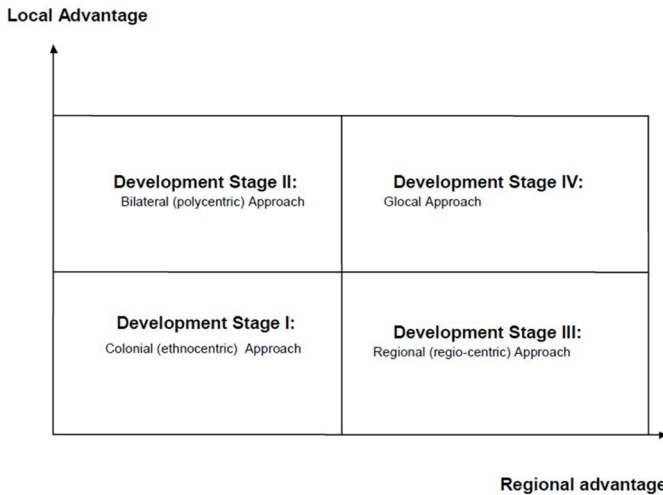 Local Advantage
Development Stage II:
Bilateral (polycentric) Approach
Development Stage IV:
Glocal Approach
Development Stage I:
Colonial (ethnocentric) Approach
Development Stage III:
Regional (regio-centric) Approach
Regional advantage